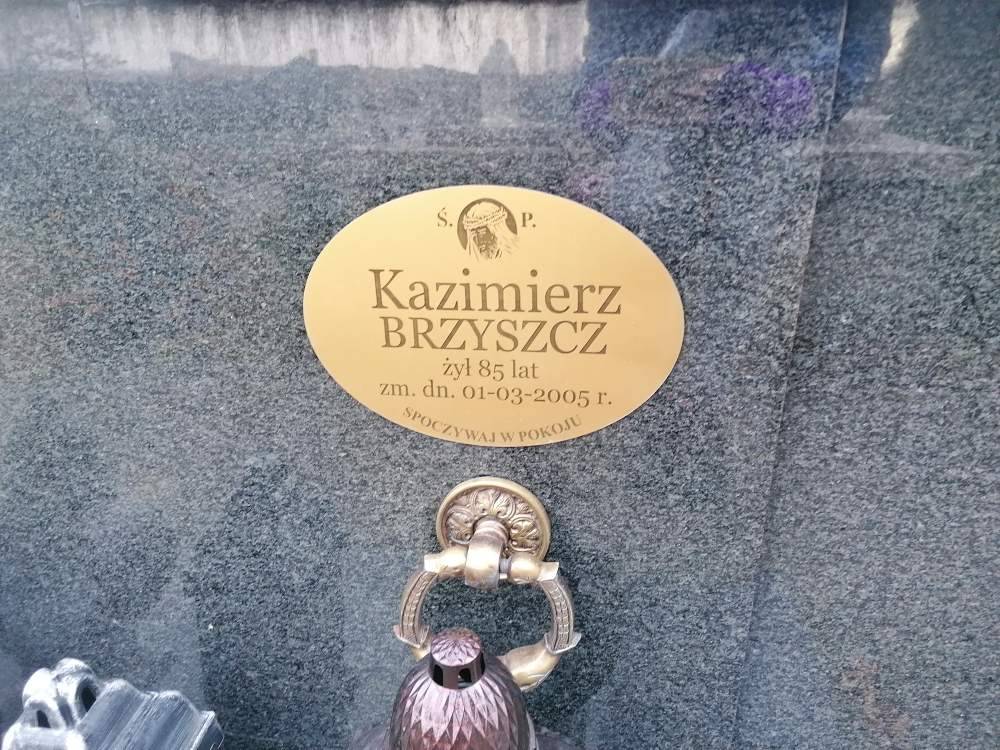 Ś. P.
Kazimierz
BRZYSZCZ
żył 85 lat
zm. dn. 01-03-2005 r.
SPOCZYWAJ W POKOJU